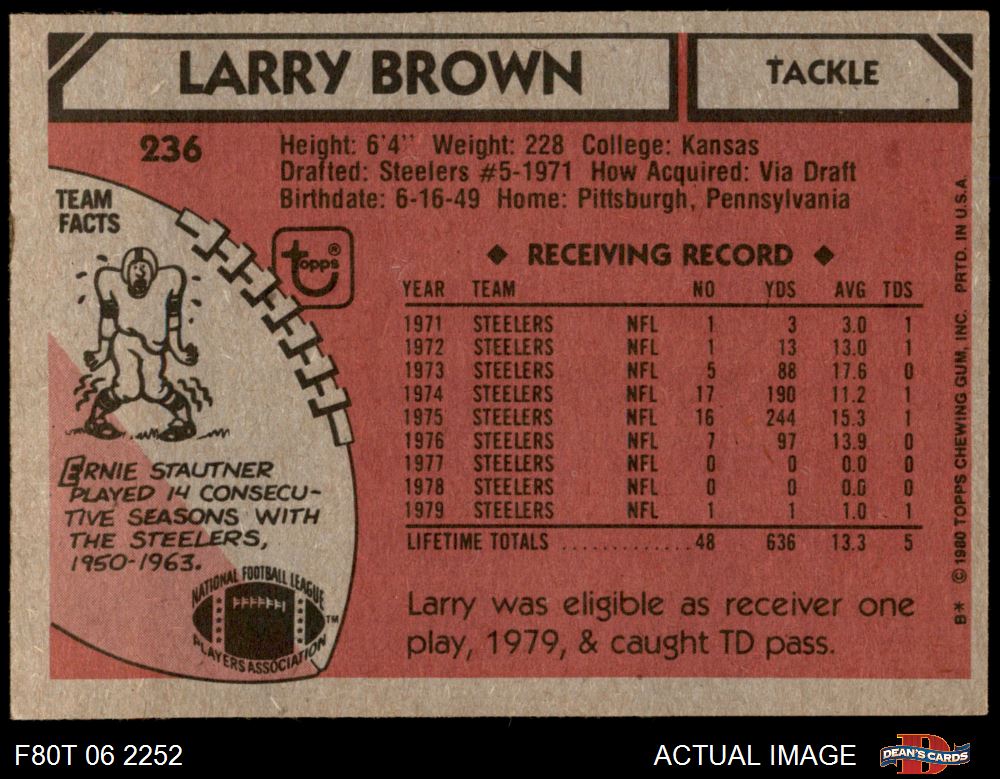 LARRY BROWN
TACKLE
236
Height: 6'4" Weight: 228 College: Kansas
Drafted: Steelers #5-1971 How Acquired: Via Draft
Birthdate: 6-16-49 Home: Pittsburgh, Pennsylvania
TEAM
FACTS
topps®
◆ RECEIVING RECORD ◆
YEAR TEAM NO YDS AVG TDS
1971 STEELERS NFL 1 3 3.0 1
1972 STEELERS NFL 1 13 13.0 1
1973 STEELERS NFL 5 88 17.6 0
1974 STEELERS NFL 17 190 11.2 1
1975 STEELERS NFL 16 244 15.3 1
1976 STEELERS NFL 7 97 13.9 0
1977 STEELERS NFL 0 0 0.0 0
1978 STEELERS NFL 0 0 0.0 0
1979 STEELERS NFL 1 1 1.0 1
LIFETIME TOTALS ............. 48 636 13.3 5
ERNIE STAUTNER
PLAYED 14 CONSECU-
TIVE SEASONS WITH
THE STEELERS,
1950-1963.
NATIONAL FOOTBALL LEAGUE
PLAYERS ASSOCIATION
TM
Larry was eligible as receiver one
play, 1979, & caught TD pass.
B* © 1980 TOPPS CHEWING GUM, INC. PRTD. IN U.S.A.
F80T 06 2252
ACTUAL IMAGE
D
DEAN'S CARDS